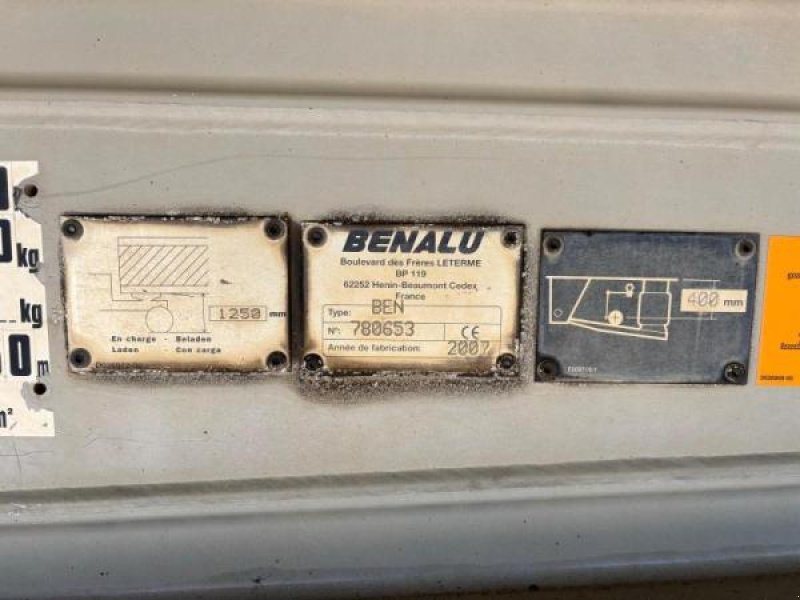 kg
kg
m
m²
1250 mm
En charge - Beladen
Laden - Con carga
BENALU
Boulevard des Frères LETERME
BP 119
62252 Henin-Beaumont Cedex
France
Type: BEN
N°: 780653
CE
Année de fabrication: 2007
400 mm